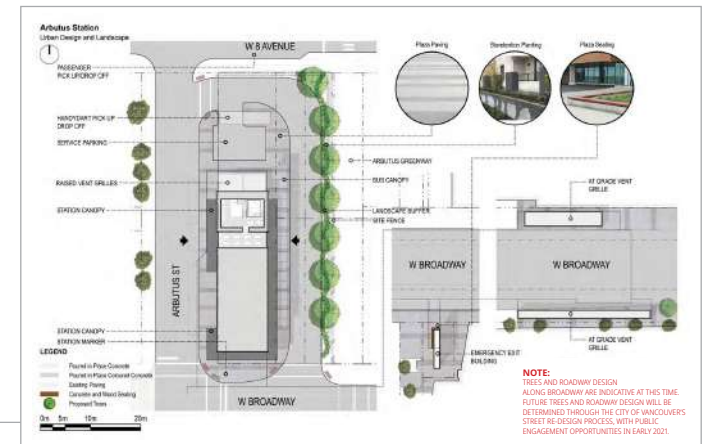 Arbutus Station
Urban Design and Landscape
W 8 AVENUE
PASSENGER
PICK UP/DROP OFF
HANDYDART PICK UP
DROP OFF
SERVICE PARKING
RAISED VENT GRILLES
STATION CANOPY
ARBUTUS ST
STATION CANOPY
STATION MARKER
Plaza Paving
Stormwater Planting
Plaza Seating
ARBUTUS GREENWAY
BUS CANOPY
LANDSCAPE BUFFER
SITE FENCE
AT GRADE VENT
GRILLE
W BROADWAY
W BROADWAY
AT GRADE VENT
GRILLE
EMERGENCY EXIT
BUILDING
W BROADWAY
LEGEND
Poured in Place Concrete
Poured in Place Coloured Concrete
Existing Paving
Concrete and Wood Seating
Proposed Trees
0m 5m 10m 20m
NOTE:
TREES AND ROADWAY DESIGN
ALONG BROADWAY ARE INDICATIVE AT THIS TIME.
FUTURE TREES AND ROADWAY DESIGN WILL BE
DETERMINED THROUGH THE CITY OF VANCOUVER'S
STREET RE-DESIGN PROCESS, WITH PUBLIC
ENGAGEMENT OPPORTUNITIES IN EARLY 2021.